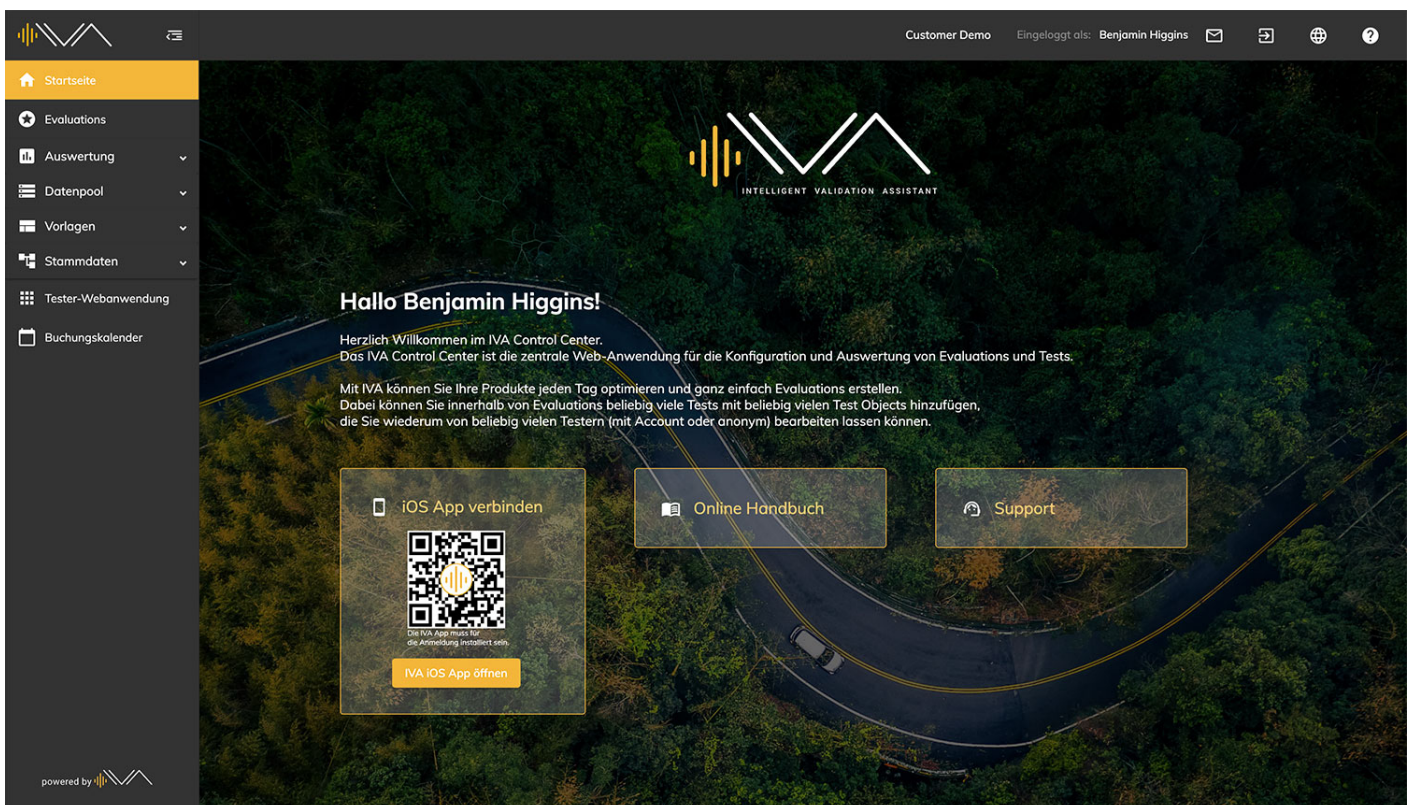 Customer Demo Eingeloggt als: Benjamin Higgins
Startseite
Evaluations
Auswertung
Datenpool
Vorlagen
Stammdaten
Tester-Webanwendung
Buchungskalender
powered by IVA
IVA
INTELLIGENT VALIDATION ASSISTANT
Hallo Benjamin Higgins!
Herzlich Willkommen im IVA Control Center.
Das IVA Control Center ist die zentrale Web-Anwendung für die Konfiguration und Auswertung von Evaluations und Tests.
Mit IVA können Sie Ihre Produkte jeden Tag optimieren und ganz einfach Evaluations erstellen.
Dabei können Sie innerhalb von Evaluations beliebig viele Tests mit beliebig vielen Test Objects hinzufügen,
die Sie wiederum von beliebig vielen Testern (mit Account oder anonym) bearbeiten lassen können.
iOS App verbinden
Die IVA App muss für
die Anmeldung installiert sein.
IVA iOS App öffnen
Online Handbuch
Support